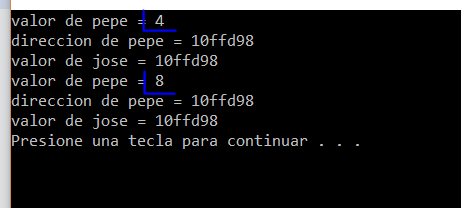 valor de pepe = 4
direccion de pepe = 10ffd98
valor de jose = 10ffd98
valor de pepe = 8
direccion de pepe = 10ffd98
valor de jose = 10ffd98
Presione una tecla para continuar . . .